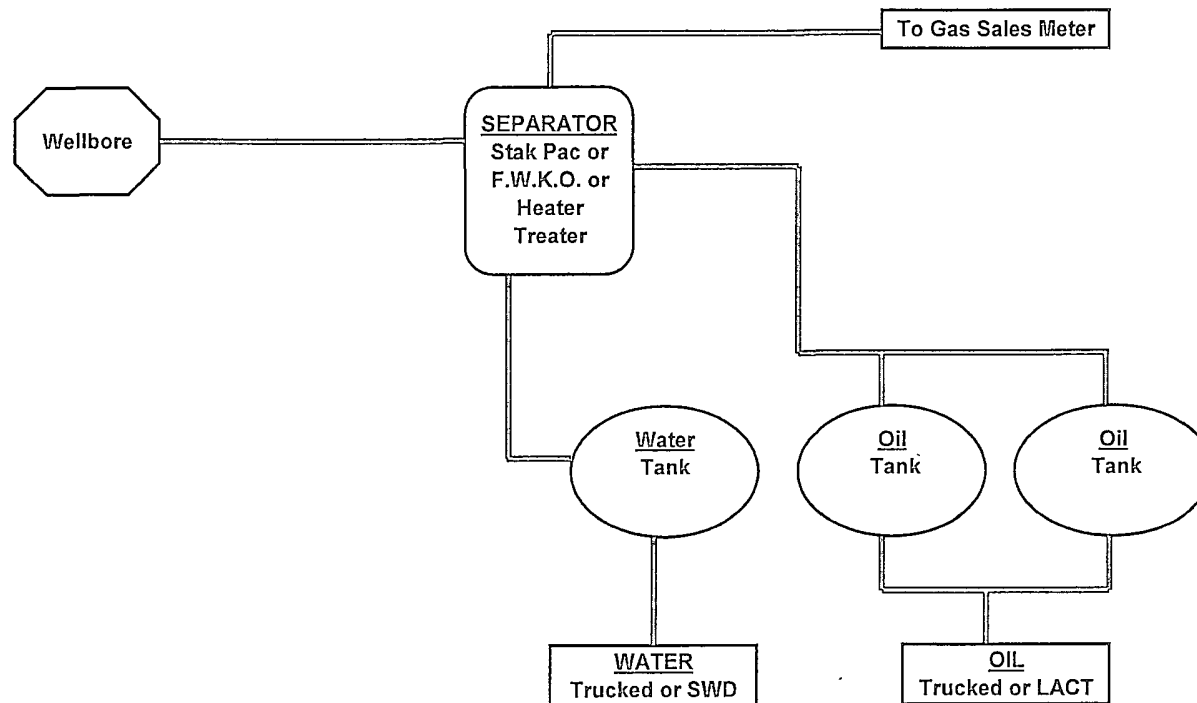 To Gas Sales Meter
Wellbore
SEPARATOR
Stak Pac or
F.W.K.O. or
Heater
Treater
Water
Tank
Oil
Tank
Oil
Tank
WATER
Trucked or SWD
OIL
Trucked or LACT